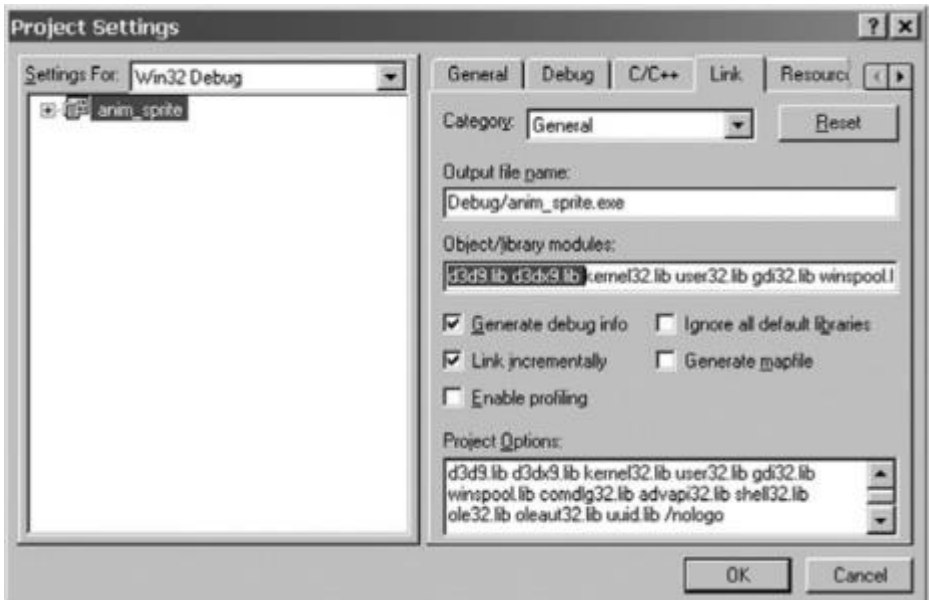 Project Settings
Settings For: Win32 Debug
anim_sprite
General Debug C/C++ Link Resourc
Category: General Reset
Output file name:
Debug/anim_sprite.exe
Object/library modules:
d3d9.lib d3dx9.lib kernel32.lib user32.lib gdi32.lib winspool.l
Generate debug info Ignore all default libraries
Link incrementally Generate mapfile
Enable profiling
Project Options:
d3d9.lib d3dx9.lib kernel32.lib user32.lib gdi32.lib
winspool.lib comdlg32.lib advapi32.lib shell32.lib
ole32.lib oleaut32.lib uuid.lib /nologo
OK Cancel